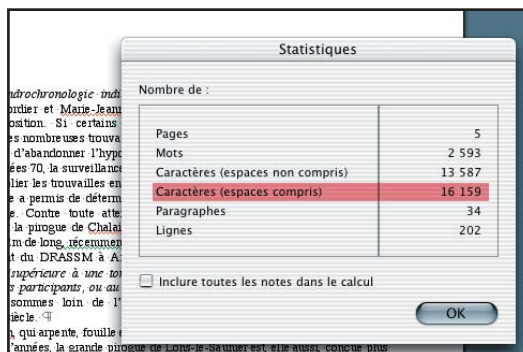 Statistiques
Nombre de :
Pages 5
Mots 2 593
Caractères (espaces non compris) 13 587
Caractères (espaces compris) 16 159
Paragraphes 34
Lignes 202
Inclure toutes les notes dans le calcul
OK
ordier et Marie-Jeann
osition. Si certains
es nombreuses trouva
d'abandonner l'hypo
ées 70, la surveillance
lier les trouvailles en
e a permis de déterm
e. Contre toute atte
la pirogue de Chalai
m de long, récemmen
t du DRASSM à A
supérieure à une to
s participants, ou au
sommes loin de l'
iècle.
, qui arpente, fouille e
d'années, la grande pirogue de Lons-le-Saunier est, elle aussi, conçue plus